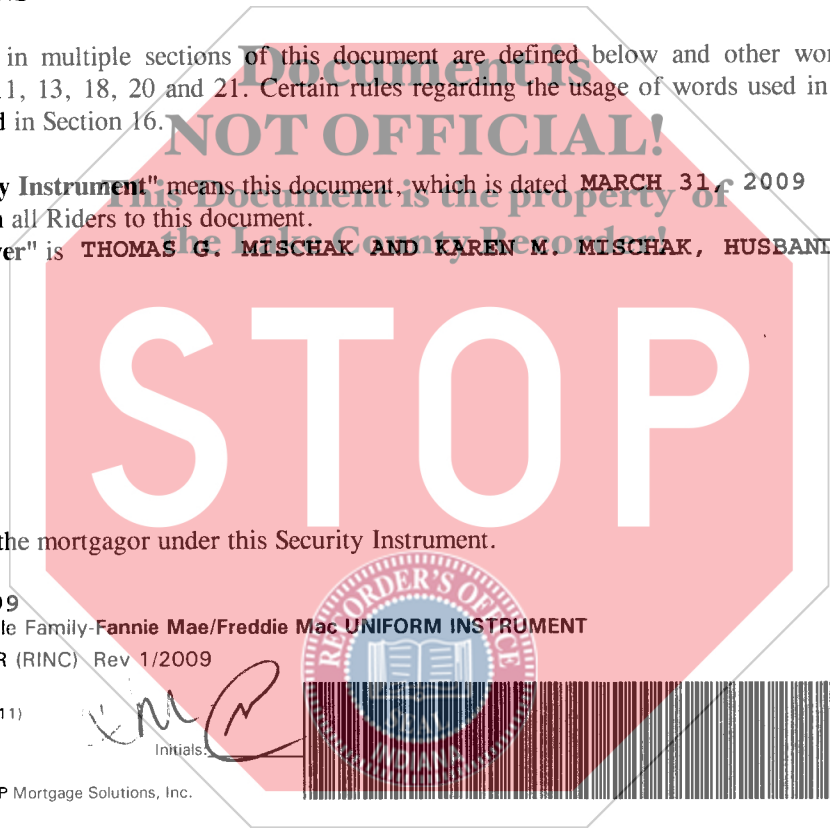 in multiple sections of this document are defined below and other wor
11, 13, 18, 20 and 21. Certain rules regarding the usage of words used in
d in Section 16.
Document is
NOT OFFICIAL!
This Document is the property of
the Lake County Recorder!
y Instrument" means this document, which is dated MARCH 31, 2009
n all Riders to this document.
er" is THOMAS G. MISCHAK AND KAREN M. MISCHAK, HUSBAND
STOP
the mortgagor under this Security Instrument.
09
le Family-Fannie Mae/Freddie Mac UNIFORM INSTRUMENT
R (RINC) Rev 1/2009
11)
Initials:
P Mortgage Solutions, Inc.
RECORDER'S OFFICE
SEAL
INDIANA